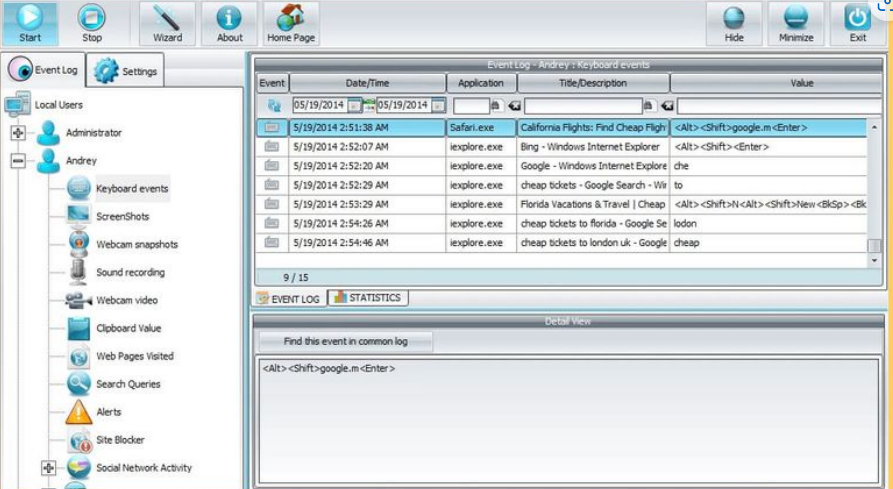 Start Stop Wizard About Home Page Hide Minimize Exit
Event Log Settings
Local Users
Administrator
Andrey
Keyboard events
ScreenShots
Webcam snapshots
Sound recording
Webcam video
Clipboard Value
Web Pages Visited
Search Queries
Alerts
Site Blocker
Social Network Activity
Event Log - Andrey : Keyboard events
Event Date/Time Application Title/Description Value
05/19/2014 05/19/2014
5/19/2014 2:51:38 AM Safari.exe California Flights: Find Cheap Fligh <Alt><Shift>google.m<Enter>
5/19/2014 2:52:07 AM iexplore.exe Bing - Windows Internet Explorer <Alt><Shift><Enter>
5/19/2014 2:52:20 AM iexplore.exe Google - Windows Internet Explore che
5/19/2014 2:52:29 AM iexplore.exe cheap tickets - Google Search - Wir to
5/19/2014 2:53:29 AM iexplore.exe Florida Vacations & Travel | Cheap <Alt><Shift>N<Alt><Shift>New<BkSp><Bk
5/19/2014 2:54:26 AM iexplore.exe cheap tickets to florida - Google Se lodon
5/19/2014 2:54:46 AM iexplore.exe cheap tickets to london uk - Google cheap
9 / 15
EVENT LOG STATISTICS
Detail View
Find this event in common log
<Alt><Shift>google.m<Enter>